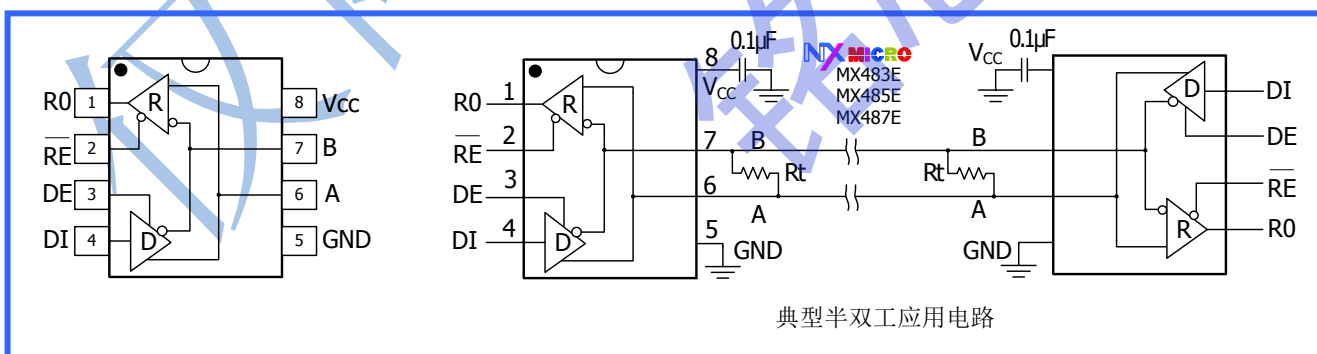 R0 1
RE 2
DE 3
DI 4
R
D
8 Vcc
7 B
6 A
5 GND
R0 1
RE 2
DE 3
DI 4
R
D
8
VCC
0.1μF
7
6
5
GND
B
A
Rt
NX MICRO
MX483E
MX485E
MX487E
B
A
Rt
VCC
0.1μF
GND
D
R
DI
DE
RE
R0
典型半双工应用电路